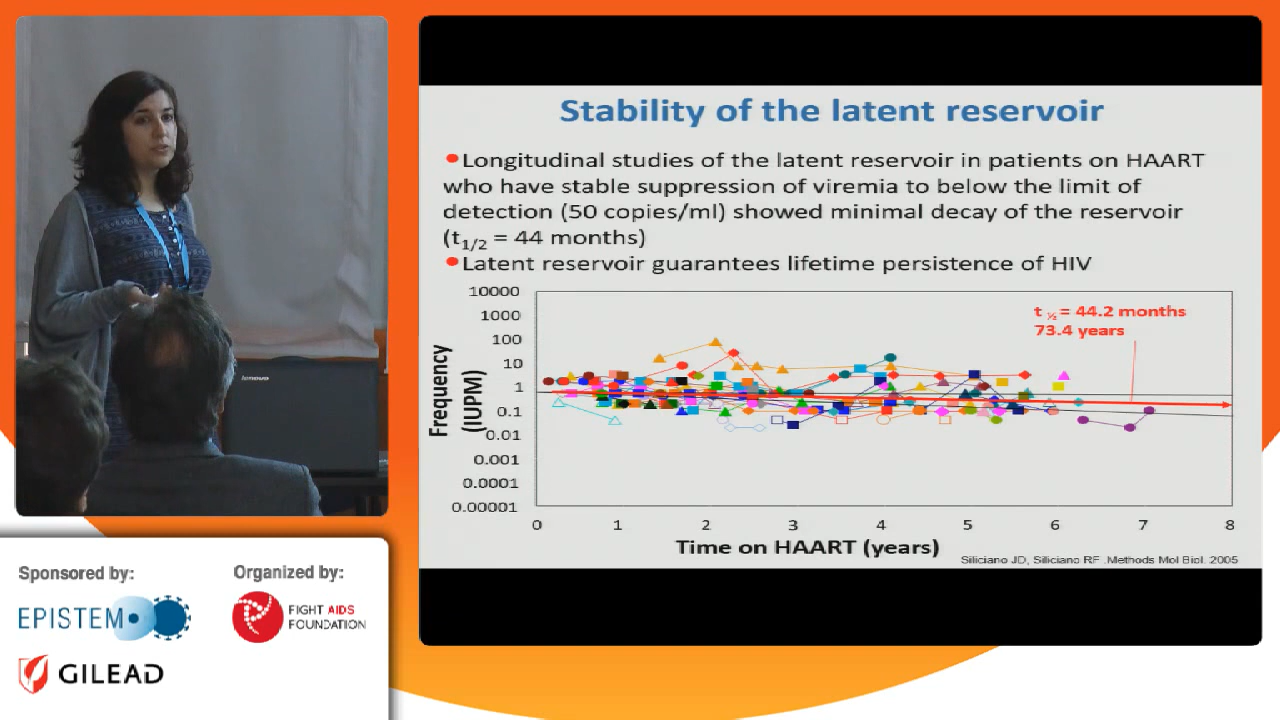 Stability of the latent reservoir
•Longitudinal studies of the latent reservoir in patients on HAART
who have stable suppression of viremia to below the limit of
detection (50 copies/ml) showed minimal decay of the reservoir
(t1/2 = 44 months)
•Latent reservoir guarantees lifetime persistence of HIV
10000
1000
100
10
1
0.1
0.01
0.001
0.0001
0.00001
Frequency
(IUPM)
t ½ = 44.2 months
73.4 years
0 1 2 3 4 5 6 7 8
Time on HAART (years)
Siliciano JD, Siliciano RF .Methods Mol Biol. 2005
lenovo
Sponsored by:
EPISTEM
GILEAD
Organized by:
FIGHT AIDS
FOUNDATION